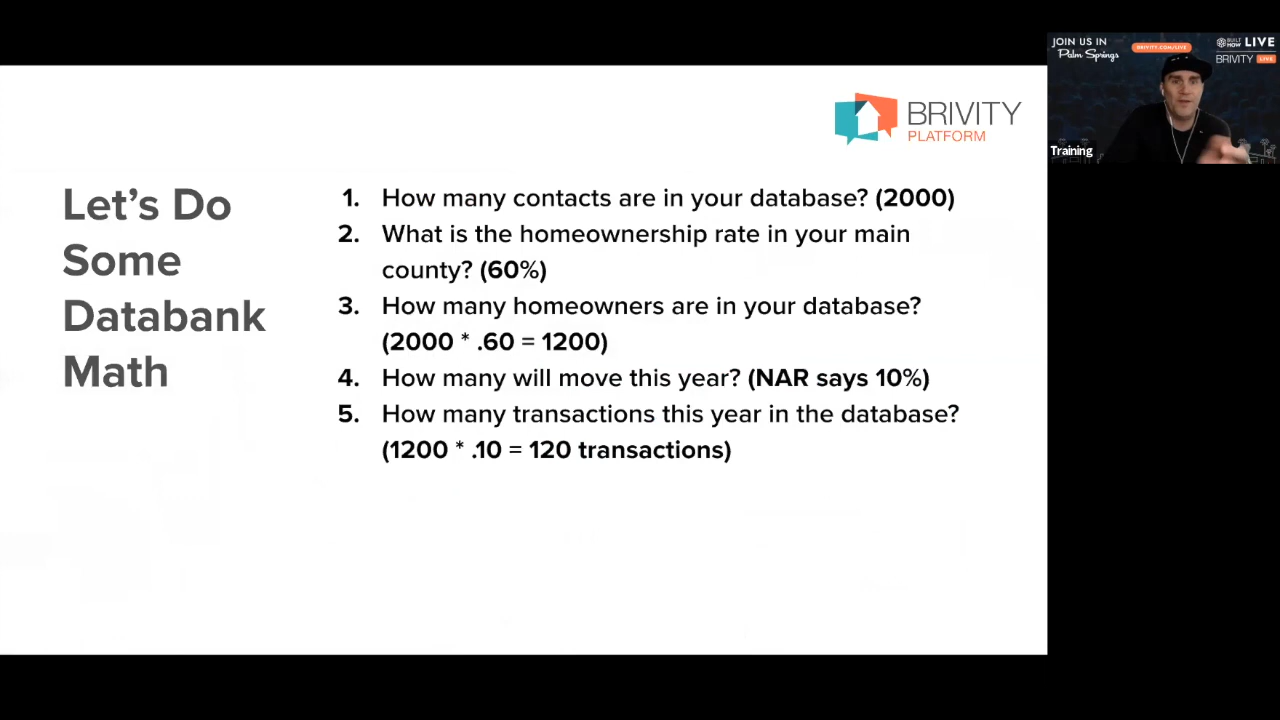 JOIN US IN
Palm Springs
BRIVITY.COM/LIVE
BUILT HOW LIVE
BRIVITY LIVE
Training
BRIVITY
PLATFORM
Let's Do
Some
Databank
Math
1. How many contacts are in your database? (2000)
2. What is the homeownership rate in your main
county? (60%)
3. How many homeowners are in your database?
(2000 * .60 = 1200)
4. How many will move this year? (NAR says 10%)
5. How many transactions this year in the database?
(1200 * .10 = 120 transactions)